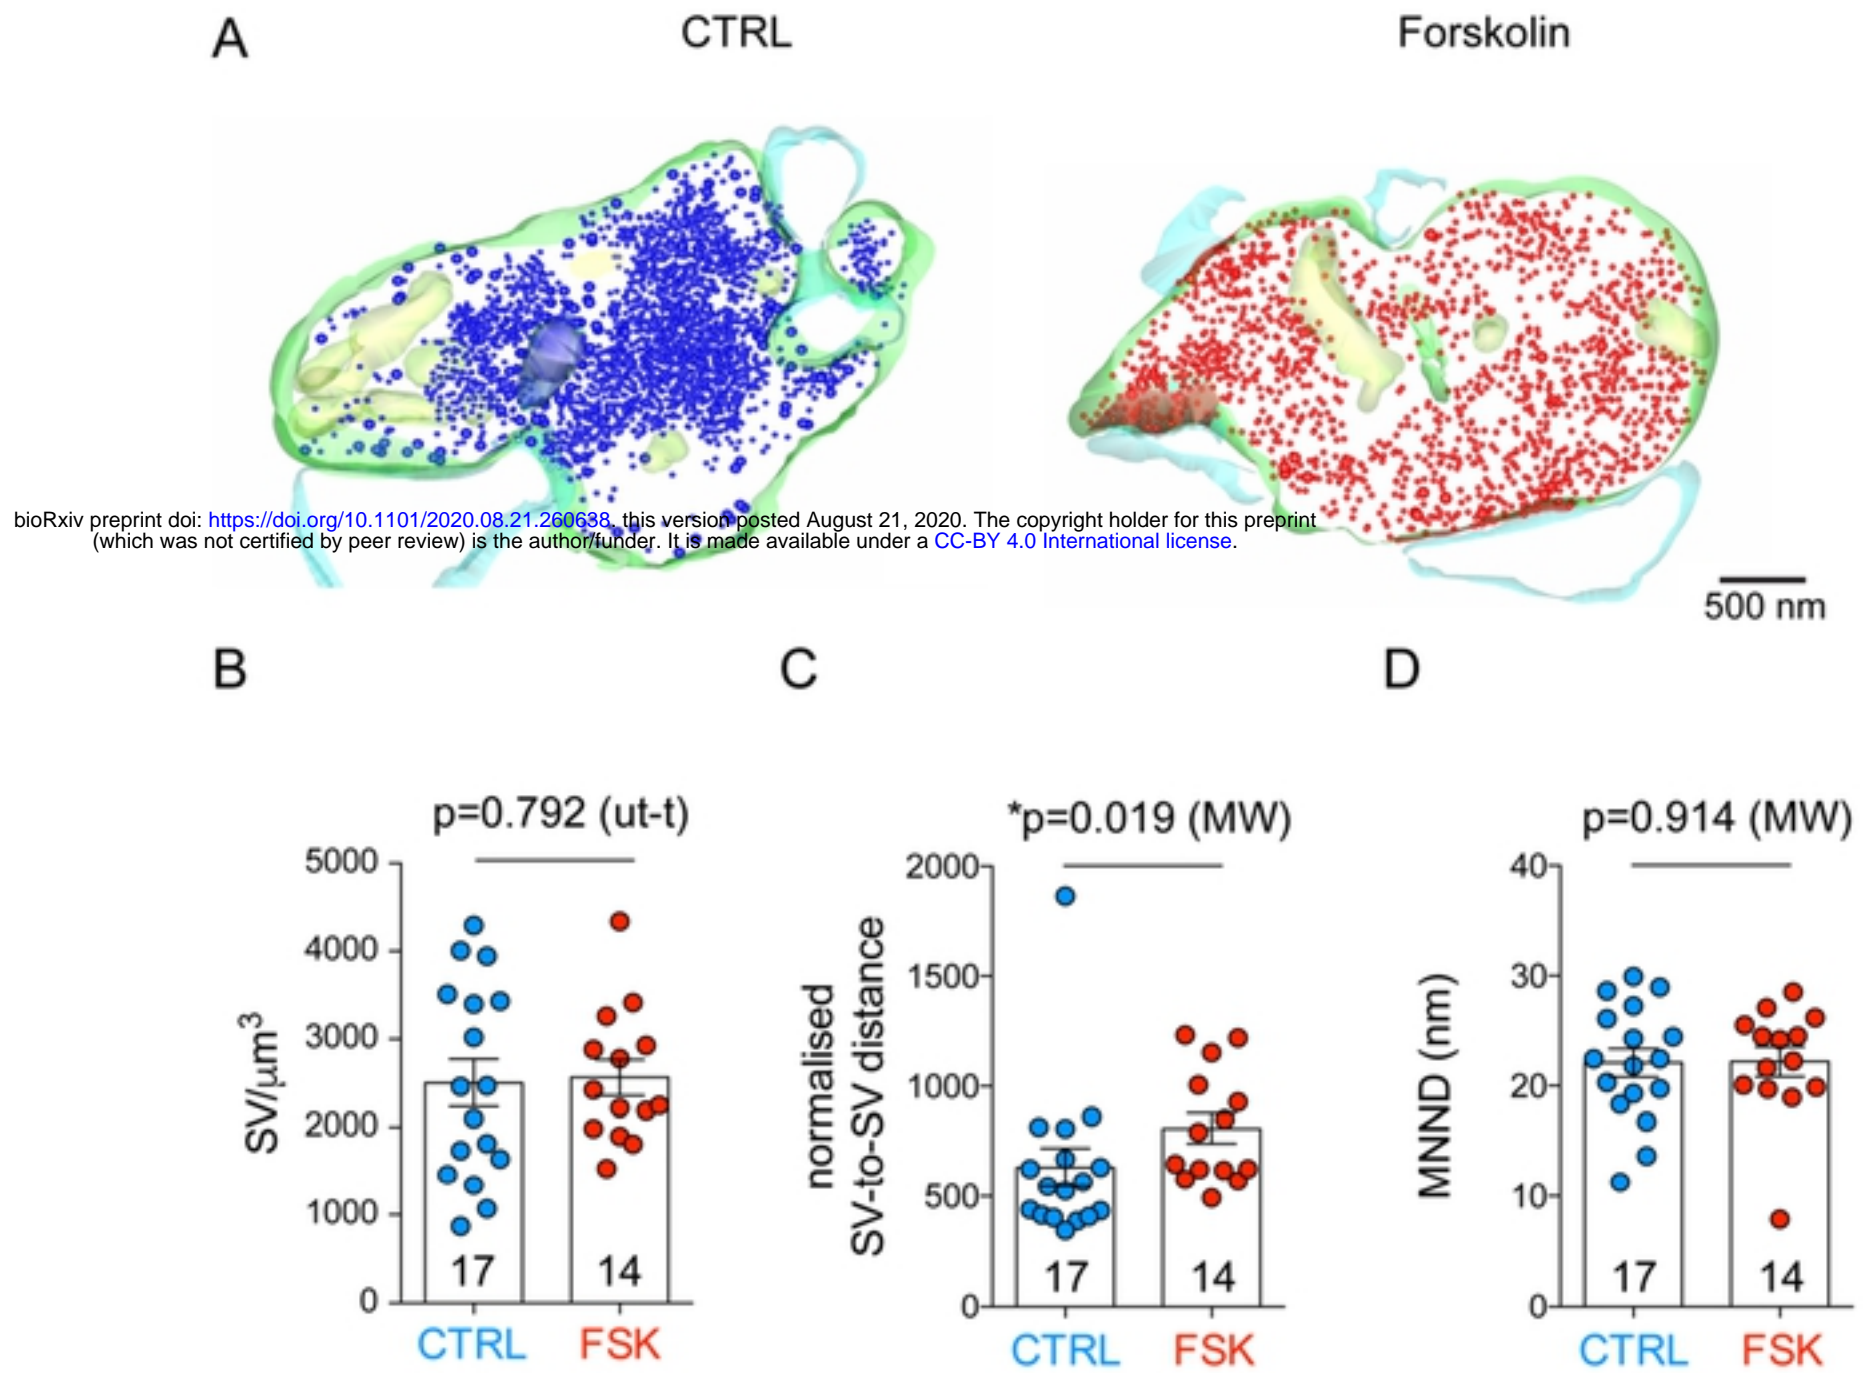 A
CTRL
Forskolin
bioRxiv preprint doi: https://doi.org/10.1101/2020.08.21.260638. this version posted August 21, 2020. The copyright holder for this preprint
(which was not certified by peer review) is the author/funder. It is made available under a CC-BY 4.0 International license.
500 nm
B
C
D
p=0.792 (ut-t)
SV/μm³
5000
4000
3000
2000
1000
0
17
14
CTRL
FSK
*p=0.019 (MW)
normalised
SV-to-SV distance
2000
1500
1000
500
0
17
14
CTRL
FSK
p=0.914 (MW)
MNND (nm)
40
30
20
10
0
17
14
CTRL
FSK